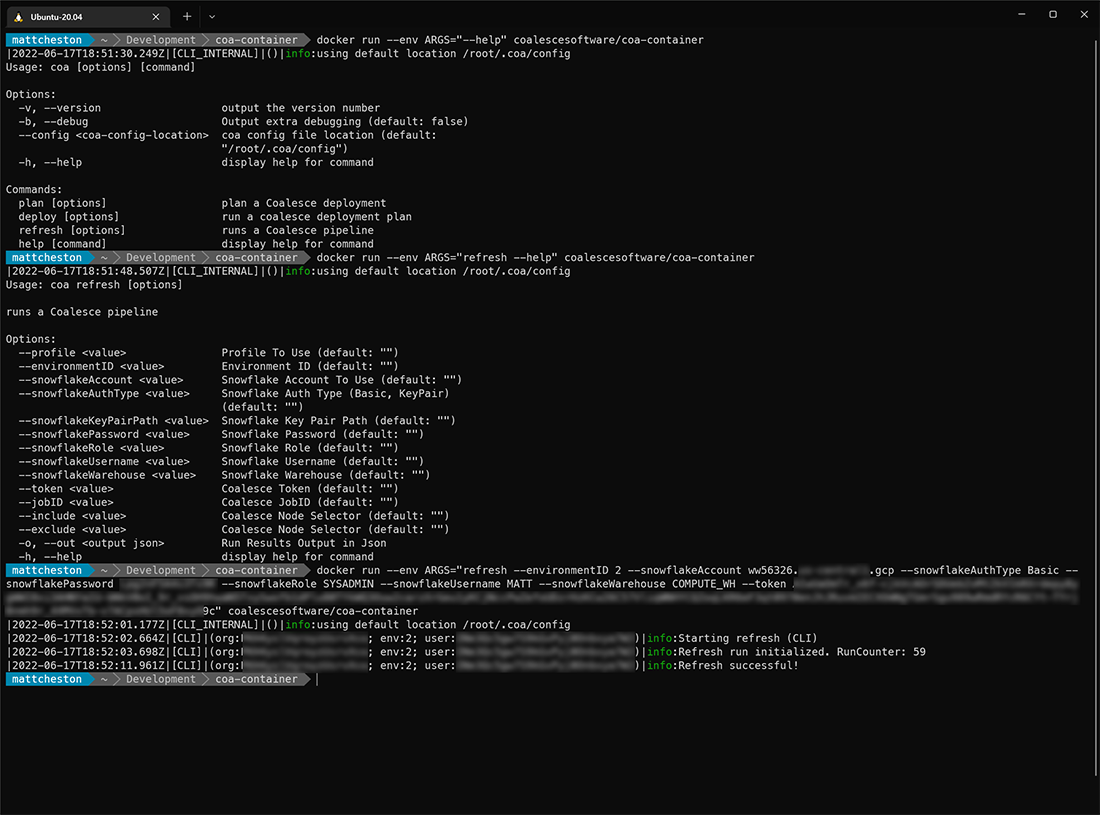 Ubuntu-20.04
mattcheston ~ Development coa-container docker run --env ARGS="--help" coalescesoftware/coa-container
|2022-06-17T18:51:30.249Z|[CLI_INTERNAL]|()|info:using default location /root/.coa/config
Usage: coa [options] [command]
Options:
-v, --version output the version number
-b, --debug Output extra debugging (default: false)
--config <coa-config-location> coa config file location (default:
"/root/.coa/config")
-h, --help display help for command
Commands:
plan [options] plan a Coalesce deployment
deploy [options] run a coalesce deployment plan
refresh [options] runs a Coalesce pipeline
help [command] display help for command
mattcheston ~ Development coa-container docker run --env ARGS="refresh --help" coalescesoftware/coa-container
|2022-06-17T18:51:48.507Z|[CLI_INTERNAL]|()|info:using default location /root/.coa/config
Usage: coa refresh [options]
runs a Coalesce pipeline
Options:
--profile <value> Profile To Use (default: "")
--environmentID <value> Environment ID (default: "")
--snowflakeAccount <value> Snowflake Account To Use (default: "")
--snowflakeAuthType <value> Snowflake Auth Type (Basic, KeyPair)
(default: "")
--snowflakeKeyPairPath <value> Snowflake Key Pair Path (default: "")
--snowflakePassword <value> Snowflake Password (default: "")
--snowflakeRole <value> Snowflake Role (default: "")
--snowflakeUsername <value> Snowflake Username (default: "")
--snowflakeWarehouse <value> Snowflake Warehouse (default: "")
--token <value> Coalesce Token (default: "")
--jobID <value> Coalesce JobID (default: "")
--include <value> Coalesce Node Selector (default: "")
--exclude <value> Coalesce Node Selector (default: "")
-o, --out <output json> Run Results Output in Json
-h, --help display help for command
mattcheston ~ Development coa-container docker run --env ARGS="refresh --environmentID 2 --snowflakeAccount ww56326. .gcp --snowflakeAuthType Basic --
snowflakePassword --snowflakeRole SYSADMIN --snowflakeUsername MATT --snowflakeWarehouse COMPUTE_WH --token
9c" coalescesoftware/coa-container
|2022-06-17T18:52:01.177Z|[CLI_INTERNAL]|()|info:using default location /root/.coa/config
|2022-06-17T18:52:02.664Z|[CLI]|(org: ; env:2; user: )|info:Starting refresh (CLI)
|2022-06-17T18:52:03.698Z|[CLI]|(org: ; env:2; user: )|info:Refresh run initialized. RunCounter: 59
|2022-06-17T18:52:11.961Z|[CLI]|(org: ; env:2; user: )|info:Refresh successful!
mattcheston ~ Development coa-container